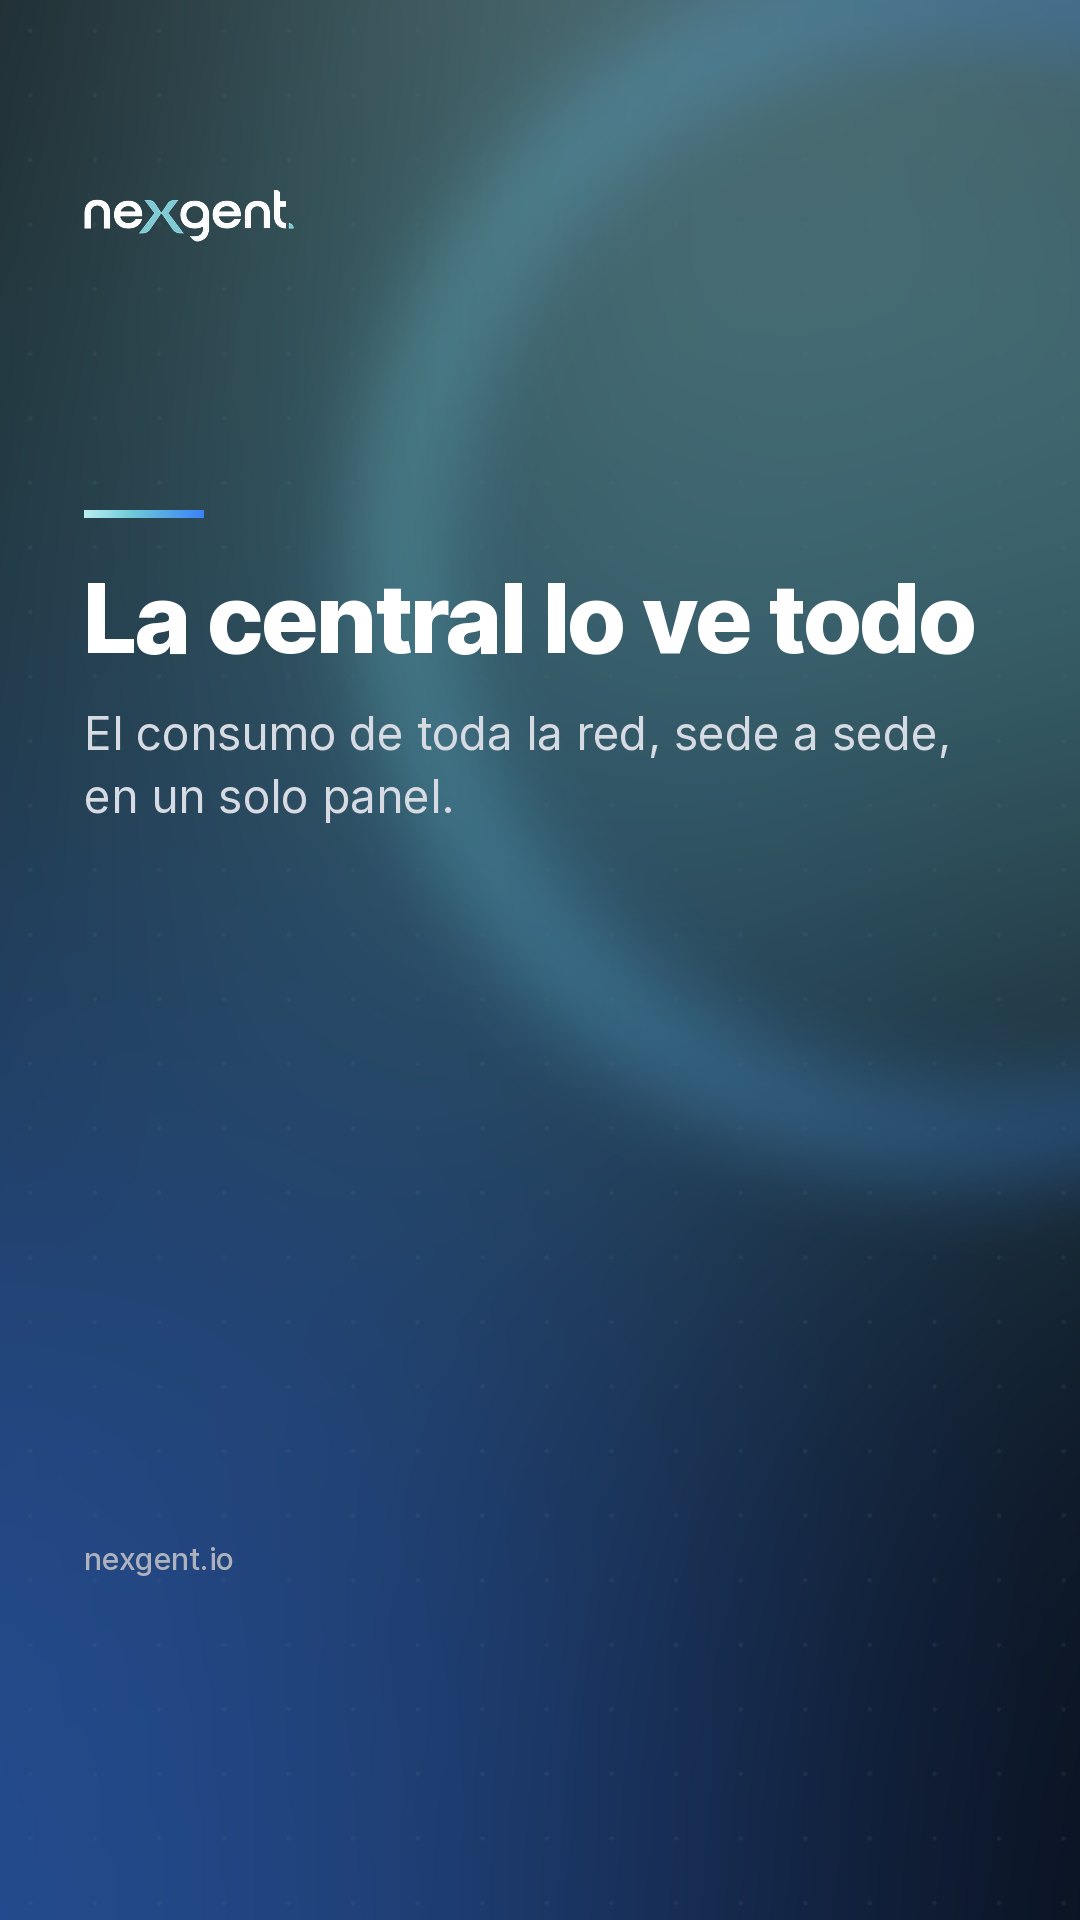 nexgent.
La central lo ve todo
El consumo de toda la red, sede a sede,
en un solo panel.
nexgent.io